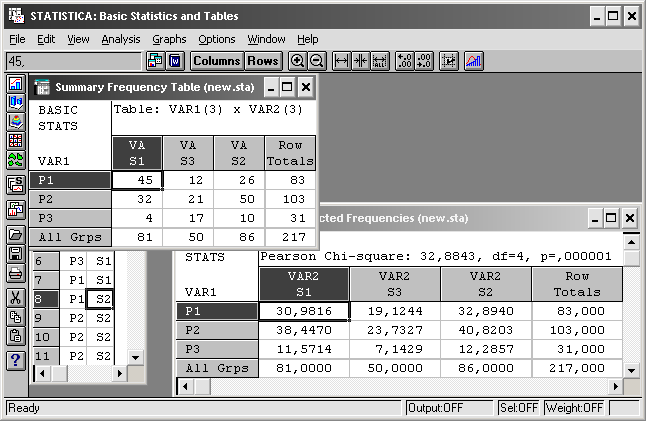 STATISTICA: Basic Statistics and Tables
File Edit View Analysis Graphs Options Window Help
45, Columns Rows
Summary Frequency Table (new.sta)
BASIC Table: VAR1(3) x VAR2(3)
STATS
VA VA VA Row
VAR1 S1 S3 S2 Totals
P1 45 12 26 83
P2 32 21 50 103
P3 4 17 10 31
All Grps 81 50 86 217
6 P3 S1
7 P1 S1
8 P1 S2
9 P2 S2
10 P2 S2
11 P2 S2
cted Frequencies (new.sta)
STATS Pearson Chi-square: 32,8843, df=4, p=,000001
VAR2 VAR2 VAR2 Row
VAR1 S1 S3 S2 Totals
P1 30,9816 19,1244 32,8940 83,000
P2 38,4470 23,7327 40,8203 103,000
P3 11,5714 7,1429 12,2857 31,000
All Grps 81,0000 50,0000 86,0000 217,000
Ready Output:OFF Sel:OFF Weight:OFF